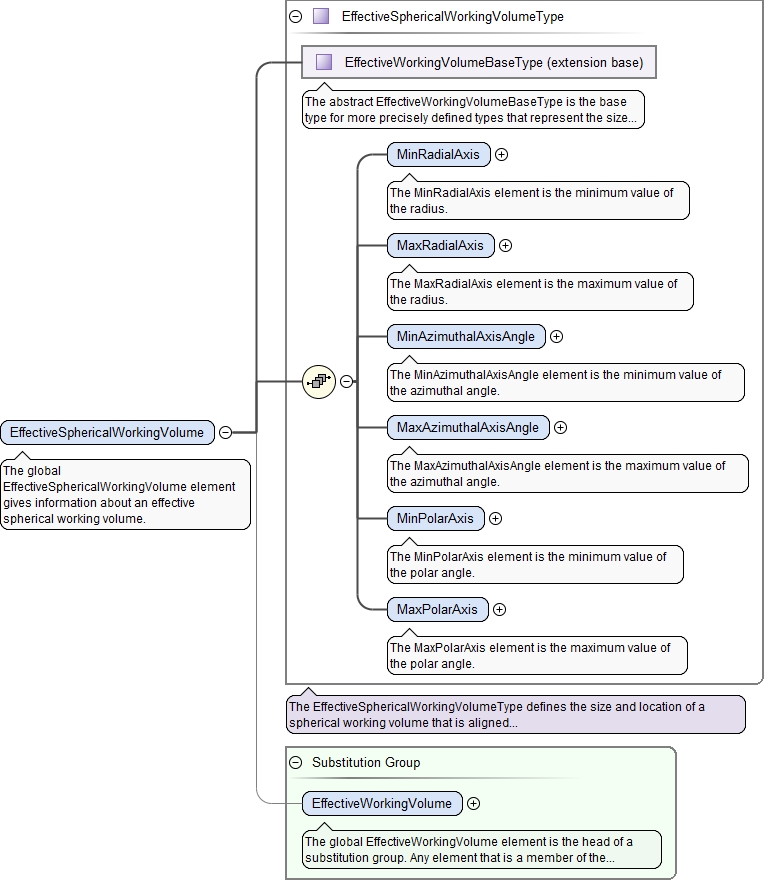 EffectiveSphericalWorkingVolumeType
EffectiveWorkingVolumeBaseType (extension base)
The abstract EffectiveWorkingVolumeBaseType is the base
type for more precisely defined types that represent the size...
MinRadialAxis
The MinRadialAxis element is the minimum value of
the radius.
MaxRadialAxis
The MaxRadialAxis element is the maximum value of
the radius.
MinAzimuthalAxisAngle
The MinAzimuthalAxisAngle element is the minimum value of
the azimuthal angle.
EffectiveSphericalWorkingVolume
The global
EffectiveSphericalWorkingVolume element
gives information about an effective
spherical working volume.
MaxAzimuthalAxisAngle
The MaxAzimuthalAxisAngle element is the maximum value of
the azimuthal angle.
MinPolarAxis
The MinPolarAxis element is the minimum value of
the polar angle.
MaxPolarAxis
The MaxPolarAxis element is the maximum value of
the polar angle.
The EffectiveSphericalWorkingVolumeType defines the size and location of a
spherical working volume that is aligned...
Substitution Group
EffectiveWorkingVolume
The global EffectiveWorkingVolume element is the head of a
substitution group. Any element that is a member of the...